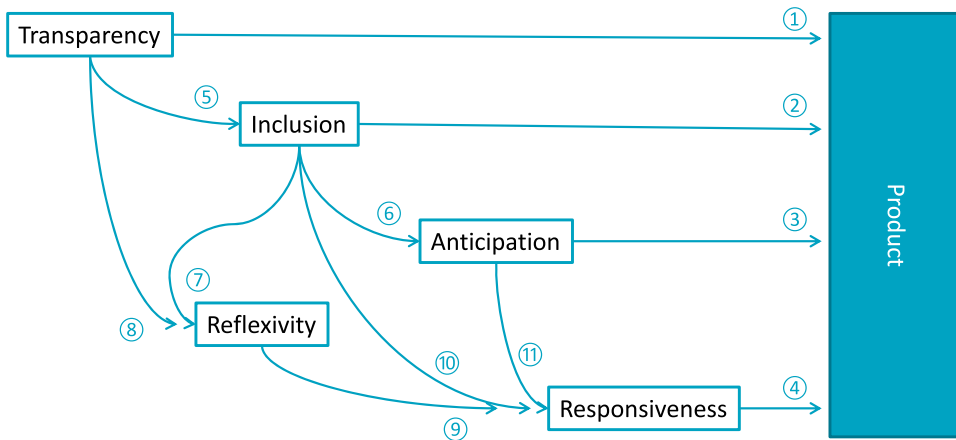 ①
Transparency
⑤
②
Inclusion
Product
③
⑥
Anticipation
⑦
⑧
Reflexivity
⑩
⑪
④
Responsiveness
⑨